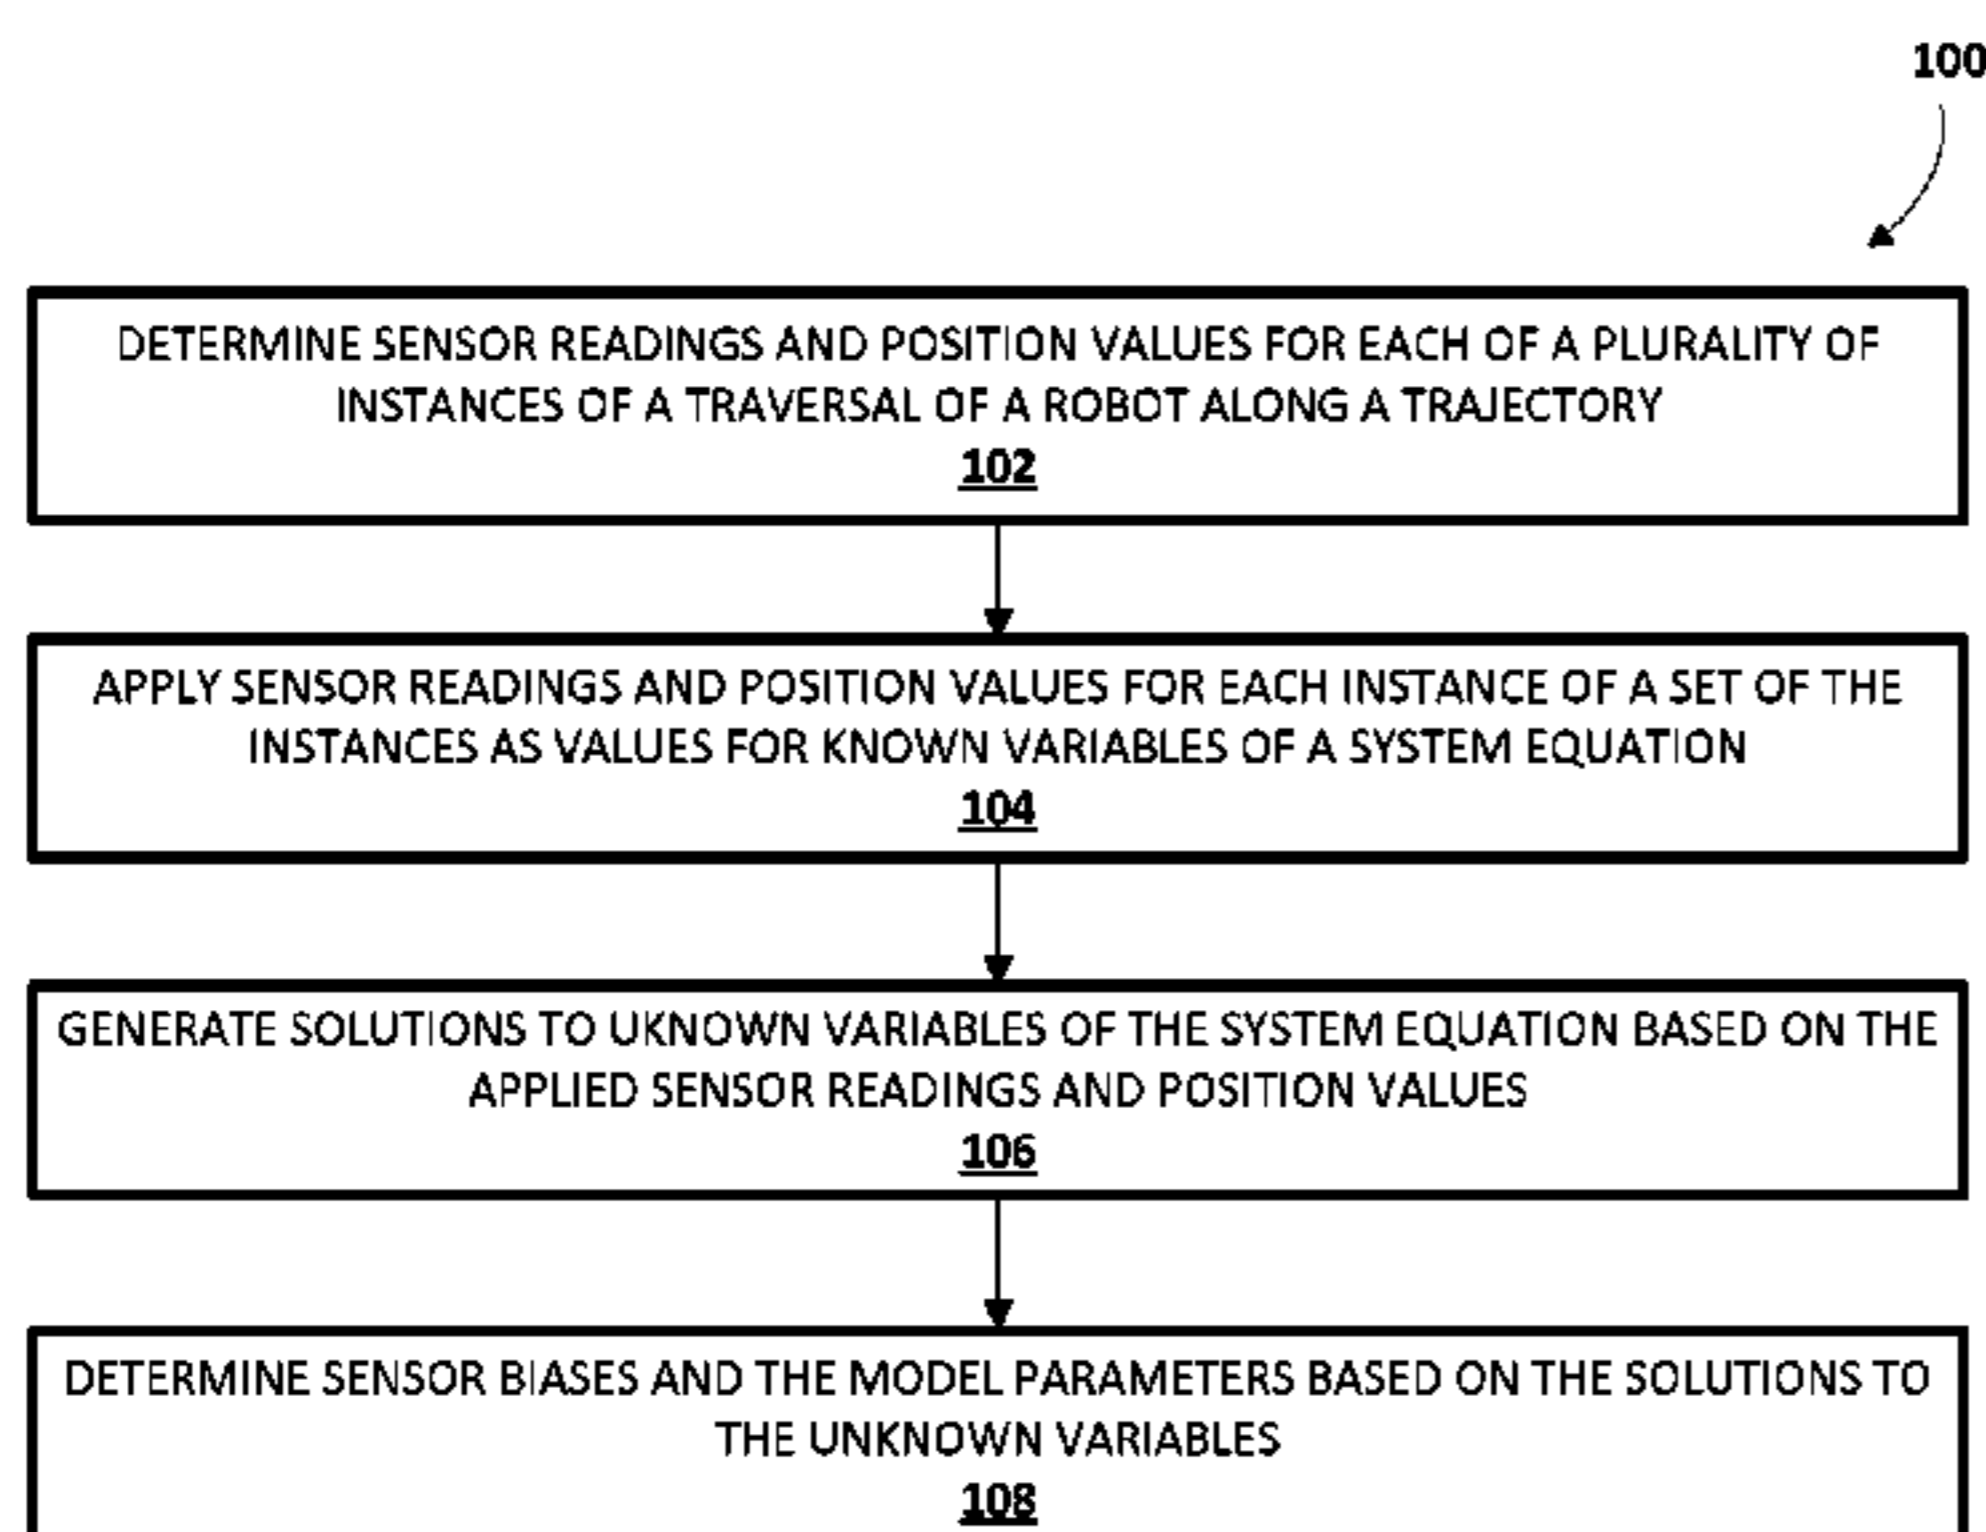 100
DETERMINE SENSOR READINGS AND POSITION VALUES FOR EACH OF A PLURALITY OF
INSTANCES OF A TRAVERSAL OF A ROBOT ALONG A TRAJECTORY
102
APPLY SENSOR READINGS AND POSITION VALUES FOR EACH INSTANCE OF A SET OF THE
INSTANCES AS VALUES FOR KNOWN VARIABLES OF A SYSTEM EQUATION
104
GENERATE SOLUTIONS TO UKNOWN VARIABLES OF THE SYSTEM EQUATION BASED ON THE
APPLIED SENSOR READINGS AND POSITION VALUES
106
DETERMINE SENSOR BIASES AND THE MODEL PARAMETERS BASED ON THE SOLUTIONS TO
THE UNKNOWN VARIABLES
108